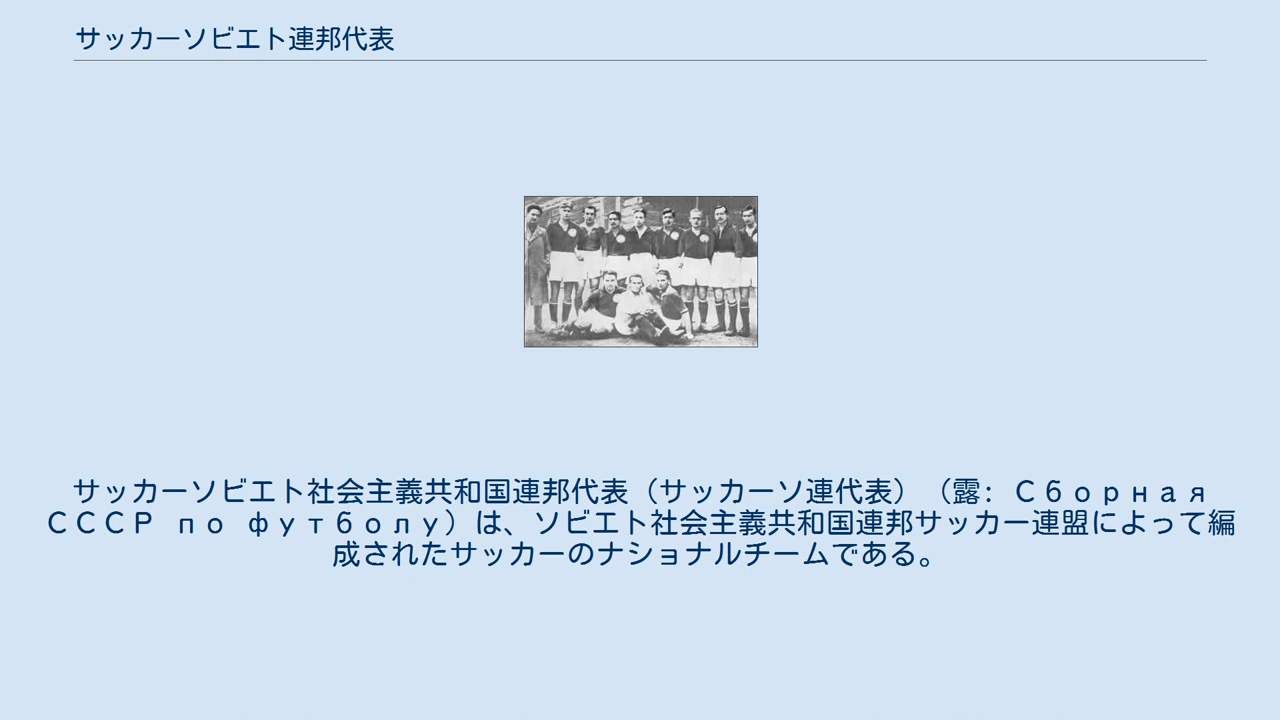 サッカーソビエト連邦代表
サッカーソビエト社会主義共和国連邦代表（サッカーソ連代表）（露: Сборная
СССР по футболу）は、ソビエト社会主義共和国連邦サッカー連盟によって編
成されたサッカーのナショナルチームである。